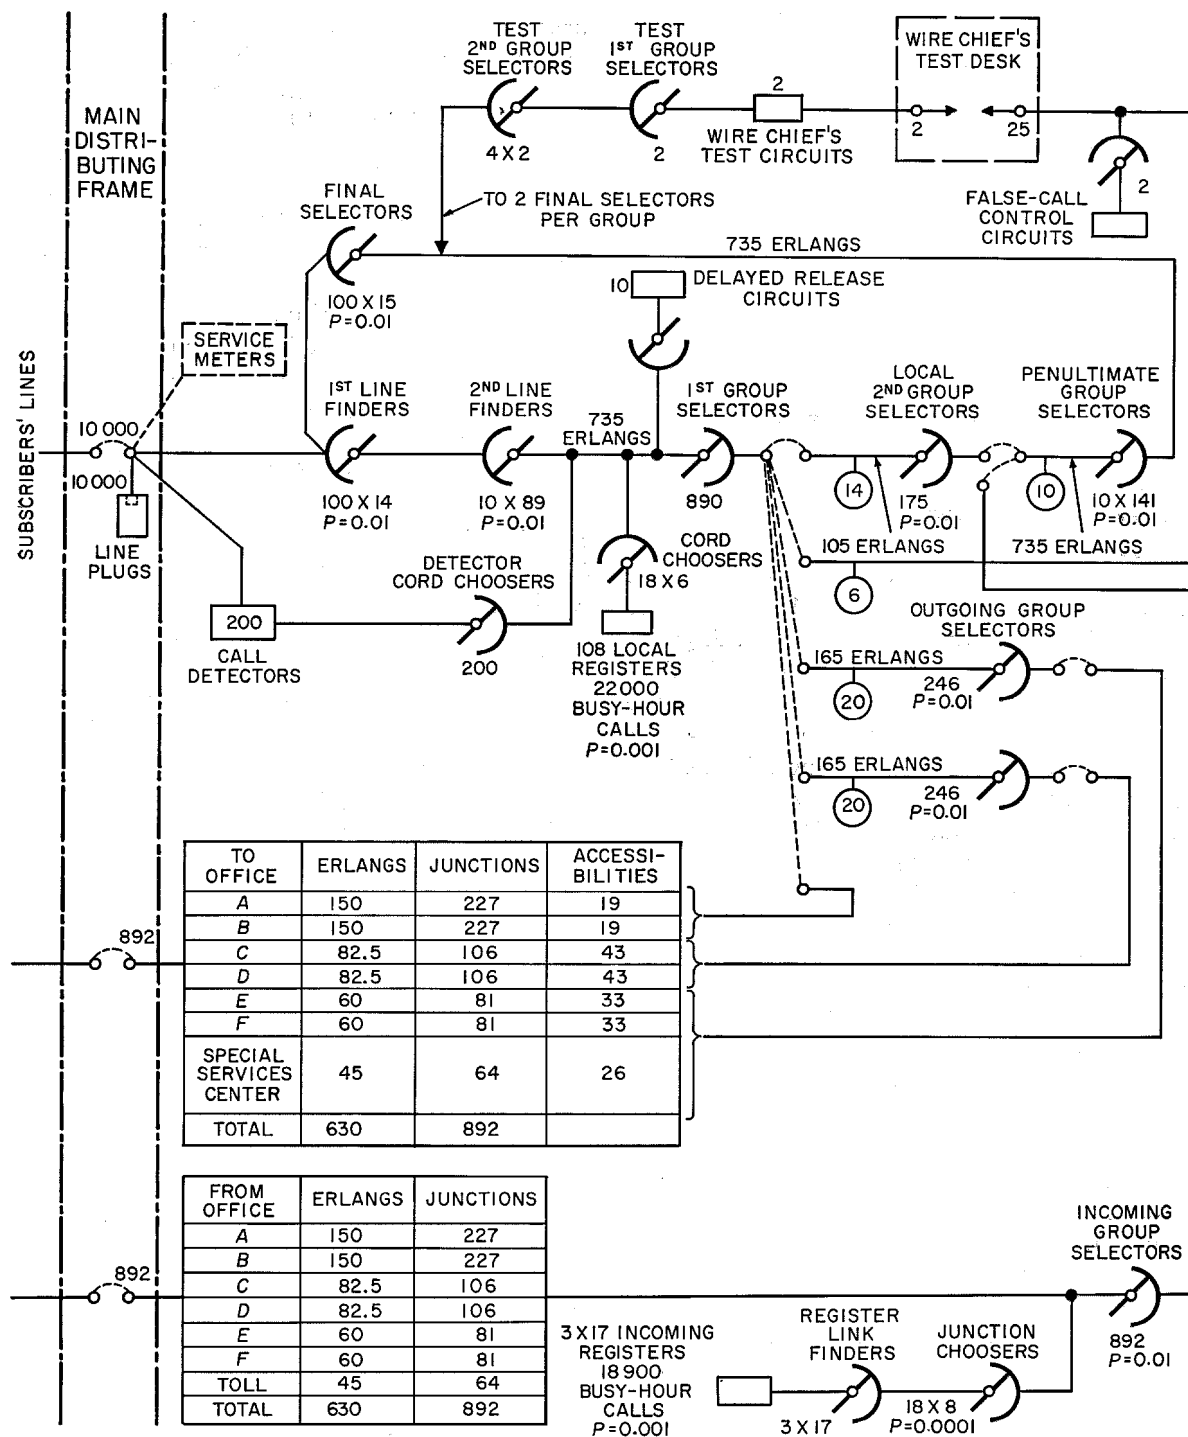 TEST
2ND GROUP
SELECTORS
4 X 2
TEST
1ST GROUP
SELECTORS
2
2
WIRE CHIEF'S
TEST CIRCUITS
WIRE CHIEF'S
TEST DESK
2
25
2
FALSE-CALL
CONTROL
CIRCUITS
MAIN
DISTRI-
BUTING
FRAME
FINAL
SELECTORS
100 X 15
P=0.01
TO 2 FINAL SELECTORS
PER GROUP
735 ERLANGS
10
DELAYED RELEASE
CIRCUITS
SERVICE
METERS
SUBSCRIBERS' LINES
10 000
10 000
LINE
PLUGS
1ST LINE
FINDERS
100 X 14
P=0.01
2ND LINE
FINDERS
10 X 89
P=0.01
735
ERLANGS
1ST GROUP
SELECTORS
890
LOCAL
2ND GROUP
SELECTORS
14
175
P=0.01
PENULTIMATE
GROUP
SELECTORS
10
10 X 141
P=0.01
105 ERLANGS
735 ERLANGS
6
CORD
CHOOSERS
18 X 6
108 LOCAL
REGISTERS
22000
BUSY-HOUR
CALLS
P=0.001
DETECTOR
CORD CHOOSERS
200
200
CALL
DETECTORS
OUTGOING GROUP
SELECTORS
165 ERLANGS
20
246
P=0.01
165 ERLANGS
20
246
P=0.01
TO OFFICE ERLANGS JUNCTIONS ACCESSI-BILITIES
A 150 227 19
B 150 227 19
C 82.5 106 43
D 82.5 106 43
E 60 81 33
F 60 81 33
SPECIAL SERVICES CENTER 45 64 26
TOTAL 630 892
892
FROM OFFICE ERLANGS JUNCTIONS
A 150 227
B 150 227
C 82.5 106
D 82.5 106
E 60 81
F 60 81
TOLL 45 64
TOTAL 630 892
892
3 X 17 INCOMING
REGISTERS
18 900
BUSY-HOUR
CALLS
P=0.001
REGISTER
LINK
FINDERS
3 X 17
JUNCTION
CHOOSERS
18 X 8
P=0.0001
INCOMING
GROUP
SELECTORS
892
P=0.01